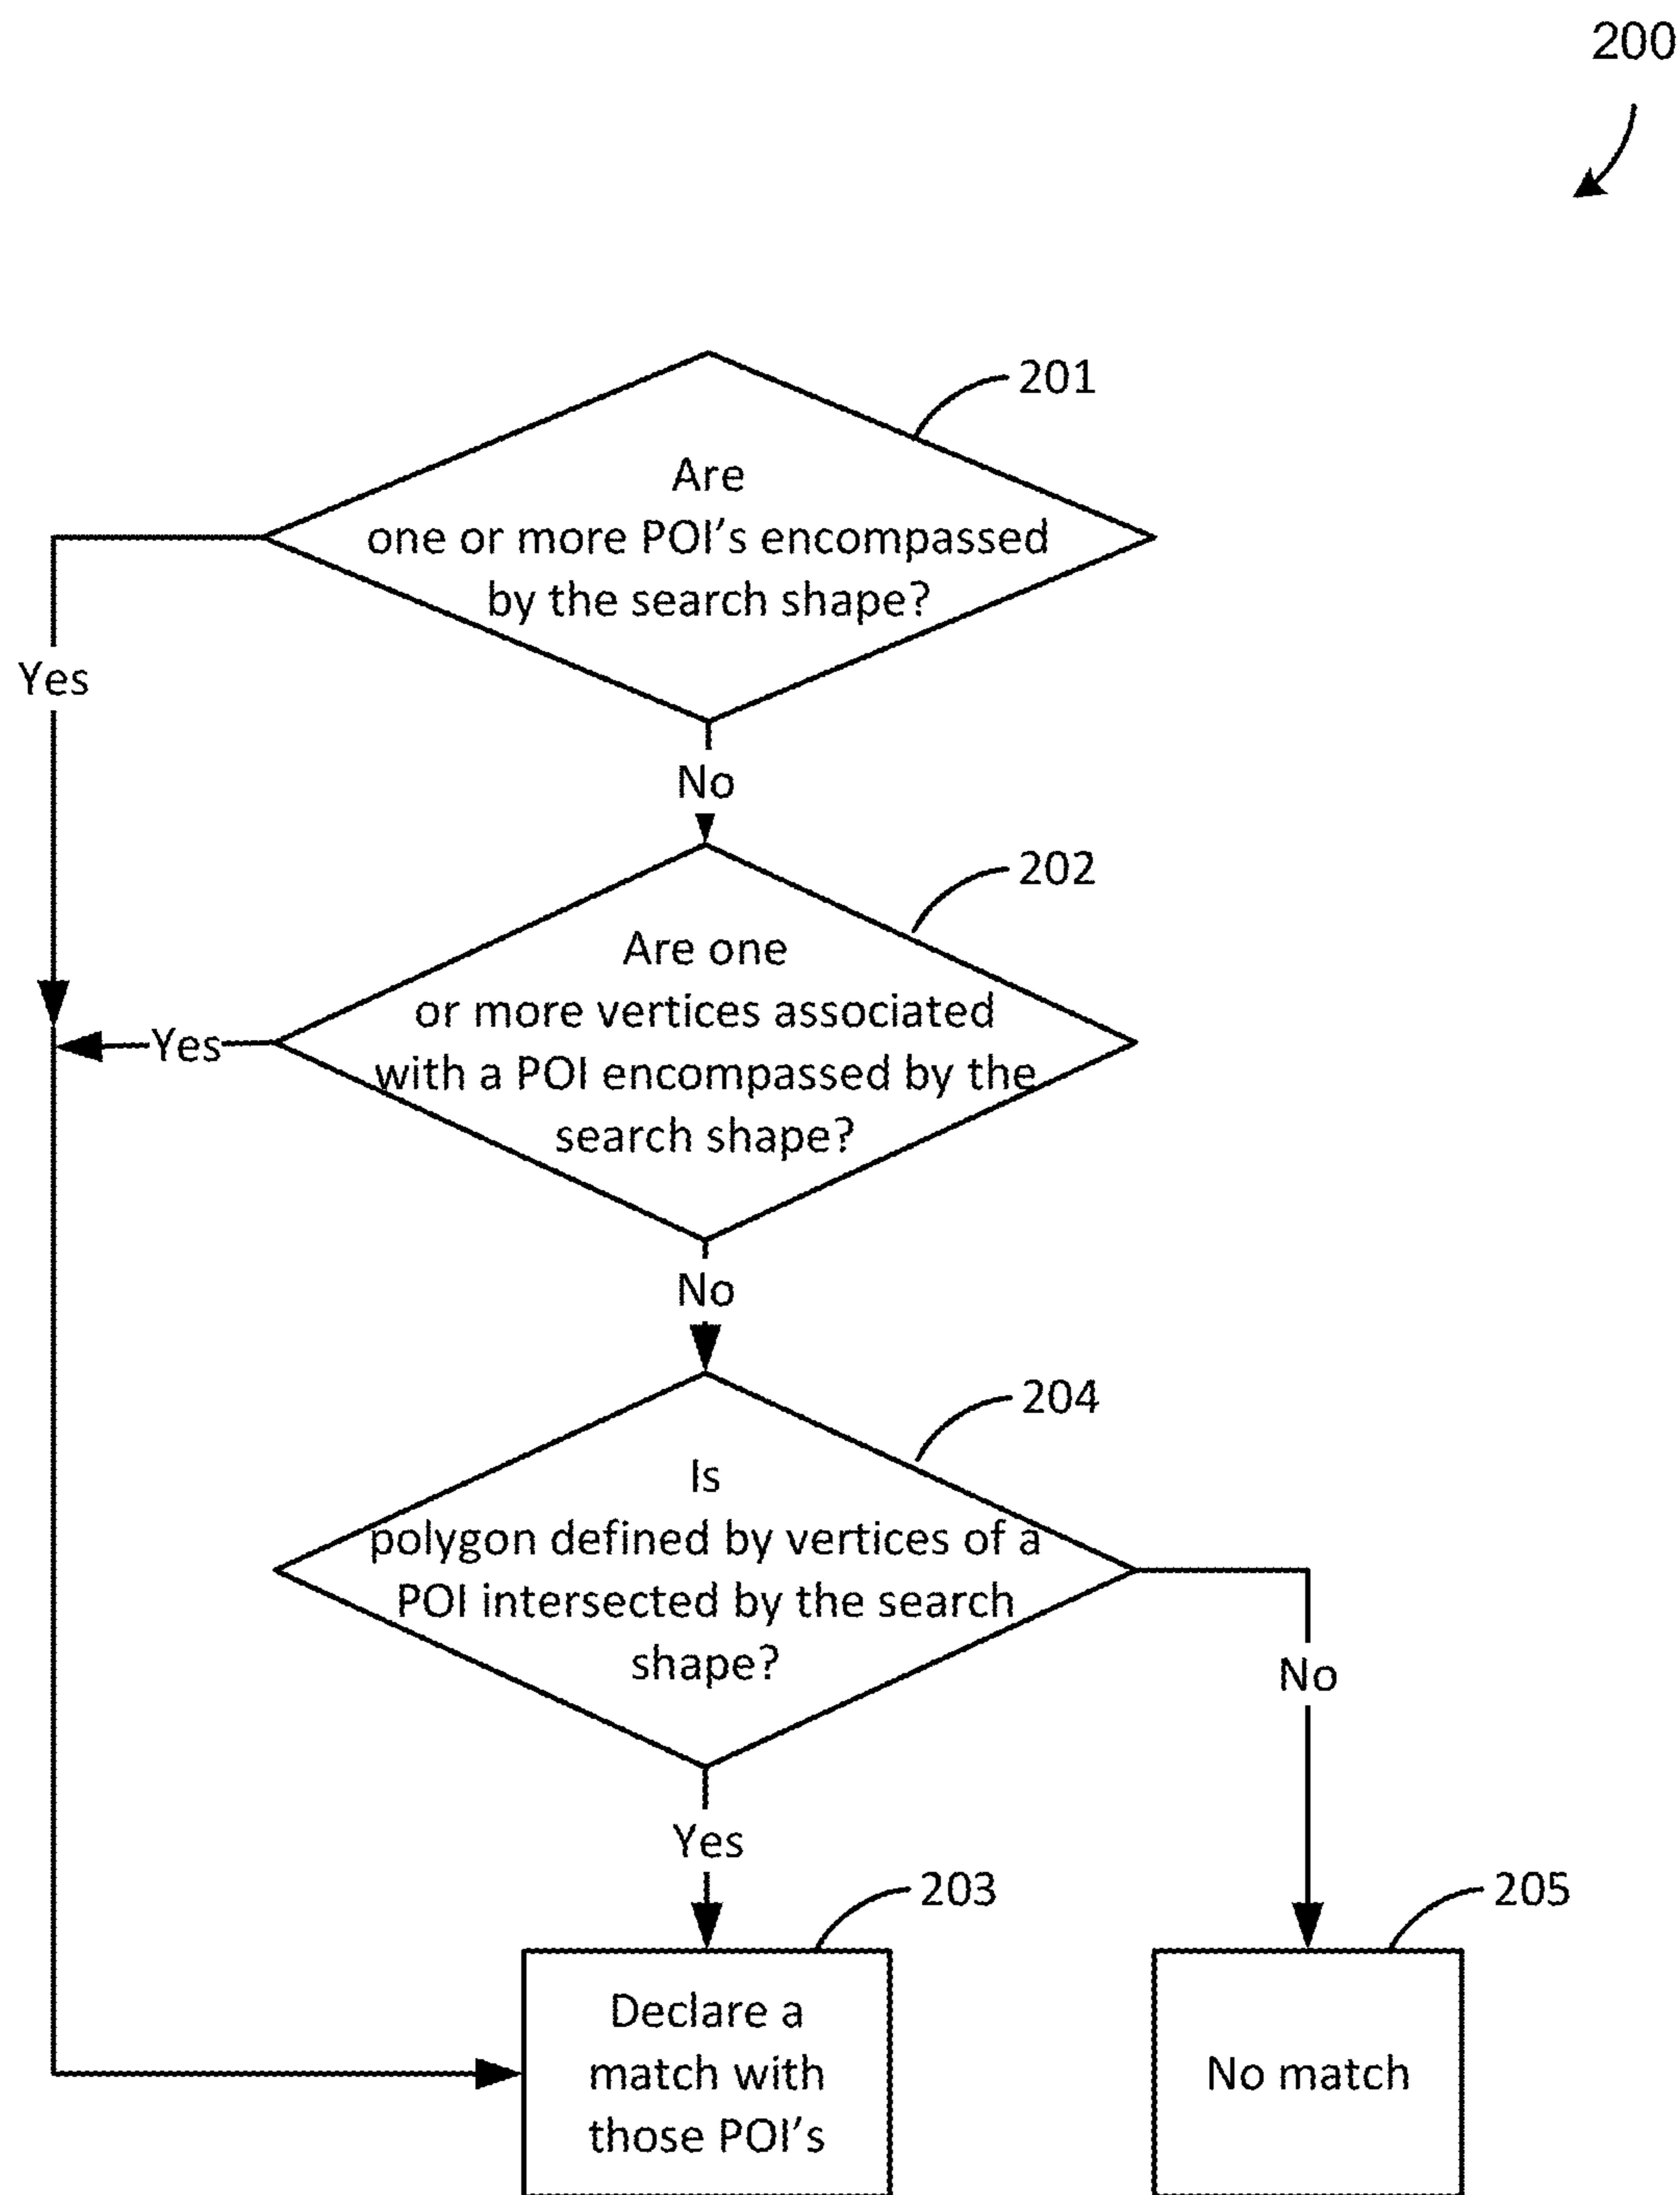 200
201
Are
one or more POI's encompassed
by the search shape?
Yes
No
202
Are one
or more vertices associated
with a POI encompassed by the
search shape?
Yes
No
204
Is
polygon defined by vertices of a
POI intersected by the search
shape?
No
Yes
203
205
Declare a
match with
those POI's
No match